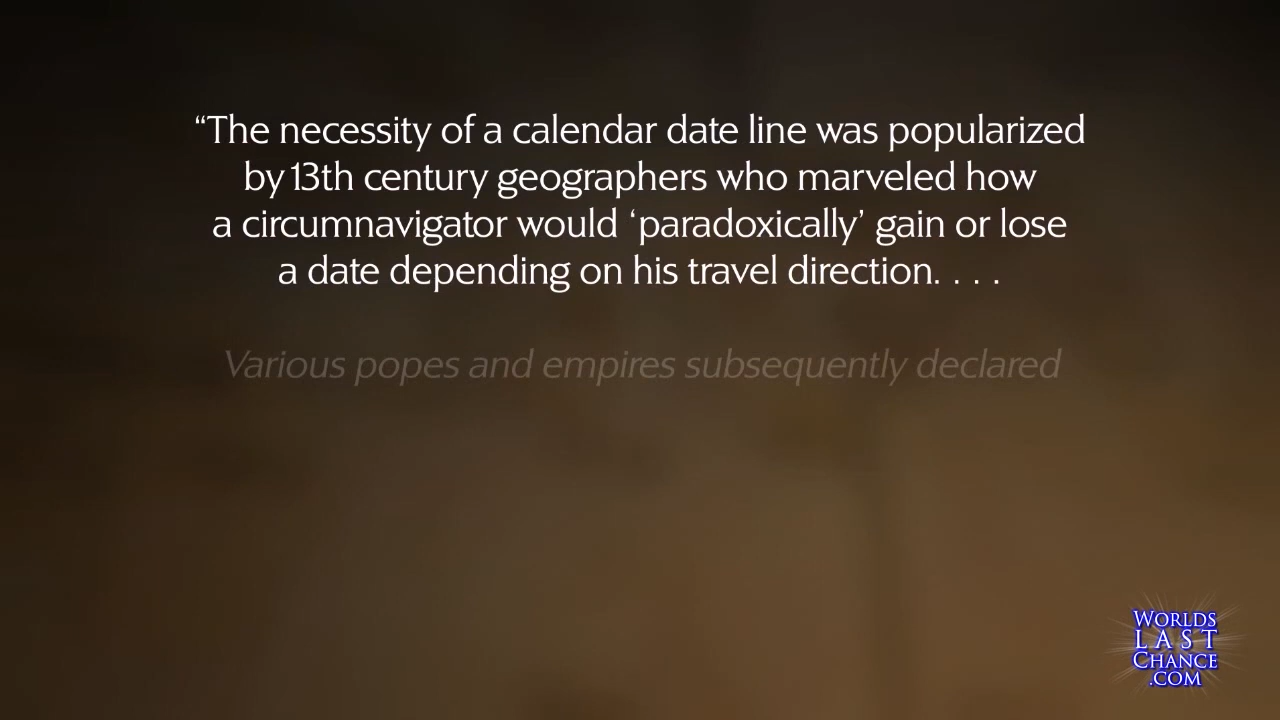 “The necessity of a calendar date line was popularized
by 13th century geographers who marveled how
a circumnavigator would ‘paradoxically’ gain or lose
a date depending on his travel direction. . . .
Various popes and empires subsequently declared
WORLDS
LAST
CHANCE
.COM